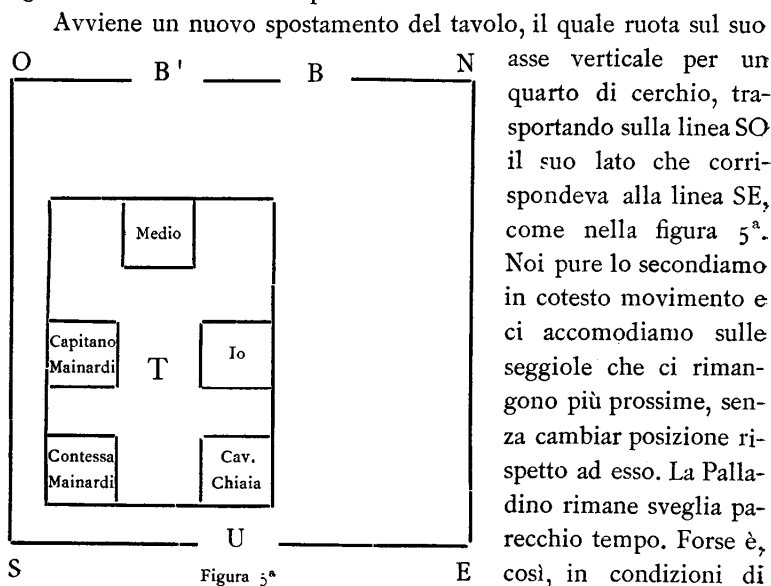 Avviene un nuovo spostamento del tavolo, il quale ruota sul suo
asse verticale per un
quarto di cerchio, tra-
sportando sulla linea SO
il suo lato che corri-
spondeva alla linea SE,
come nella figura 5ª.
Noi pure lo secondiamo
in cotesto movimento e
ci accomodiamo sulle
seggiole che ci riman-
gono più prossime, sen-
za cambiar posizione ri-
spetto ad esso. La Palla-
dino rimane sveglia pa-
recchio tempo. Forse è,
così, in condizioni di
O B' B N
Medio
Capitano
Mainardi
T
Io
Contessa
Mainardi
Cav.
Chiaia
U
S E
Figura 5ª